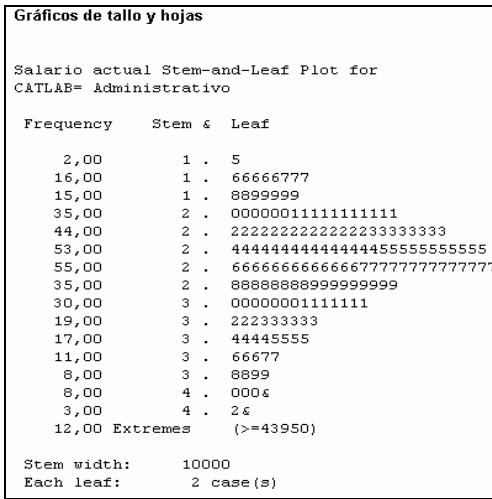 Gráficos de tallo y hojas
Salario actual Stem-and-Leaf Plot for
CATLAB= Administrativo
Frequency Stem & Leaf
2,00 1 . 5
16,00 1 . 66666777
15,00 1 . 8899999
35,00 2 . 00000011111111111
44,00 2 . 2222222222222233333333
53,00 2 . 44444444444444455555555555
55,00 2 . 6666666666666677777777777777
35,00 2 . 88888888999999999
30,00 3 . 00000001111111
19,00 3 . 222333333
17,00 3 . 44445555
11,00 3 . 66677
8,00 3 . 8899
8,00 4 . 000&
3,00 4 . 2&
12,00 Extremes (>=43950)
Stem width: 10000
Each leaf: 2 case(s)